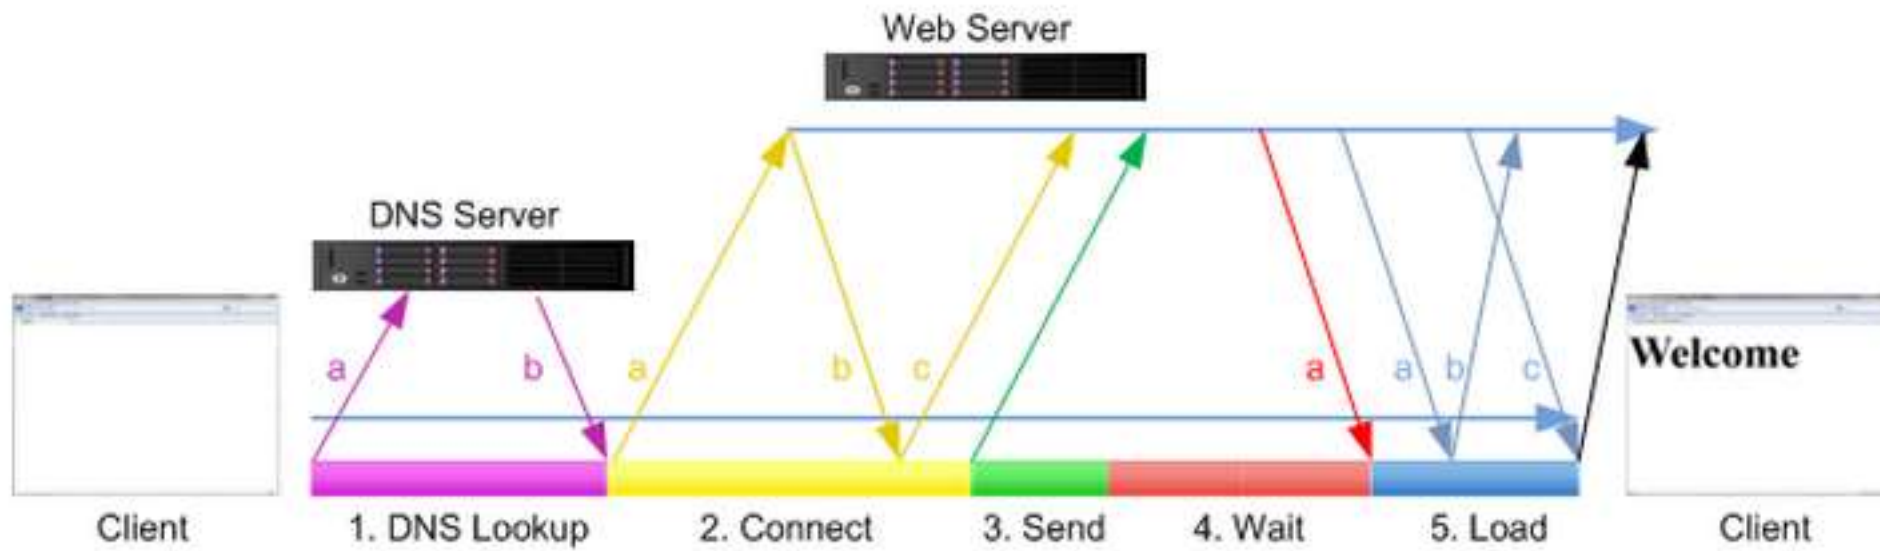 Web Server
DNS Server
a
b
a
b
c
a
a
b
c
Welcome
Client
1. DNS Lookup
2. Connect
3. Send
4. Wait
5. Load
Client